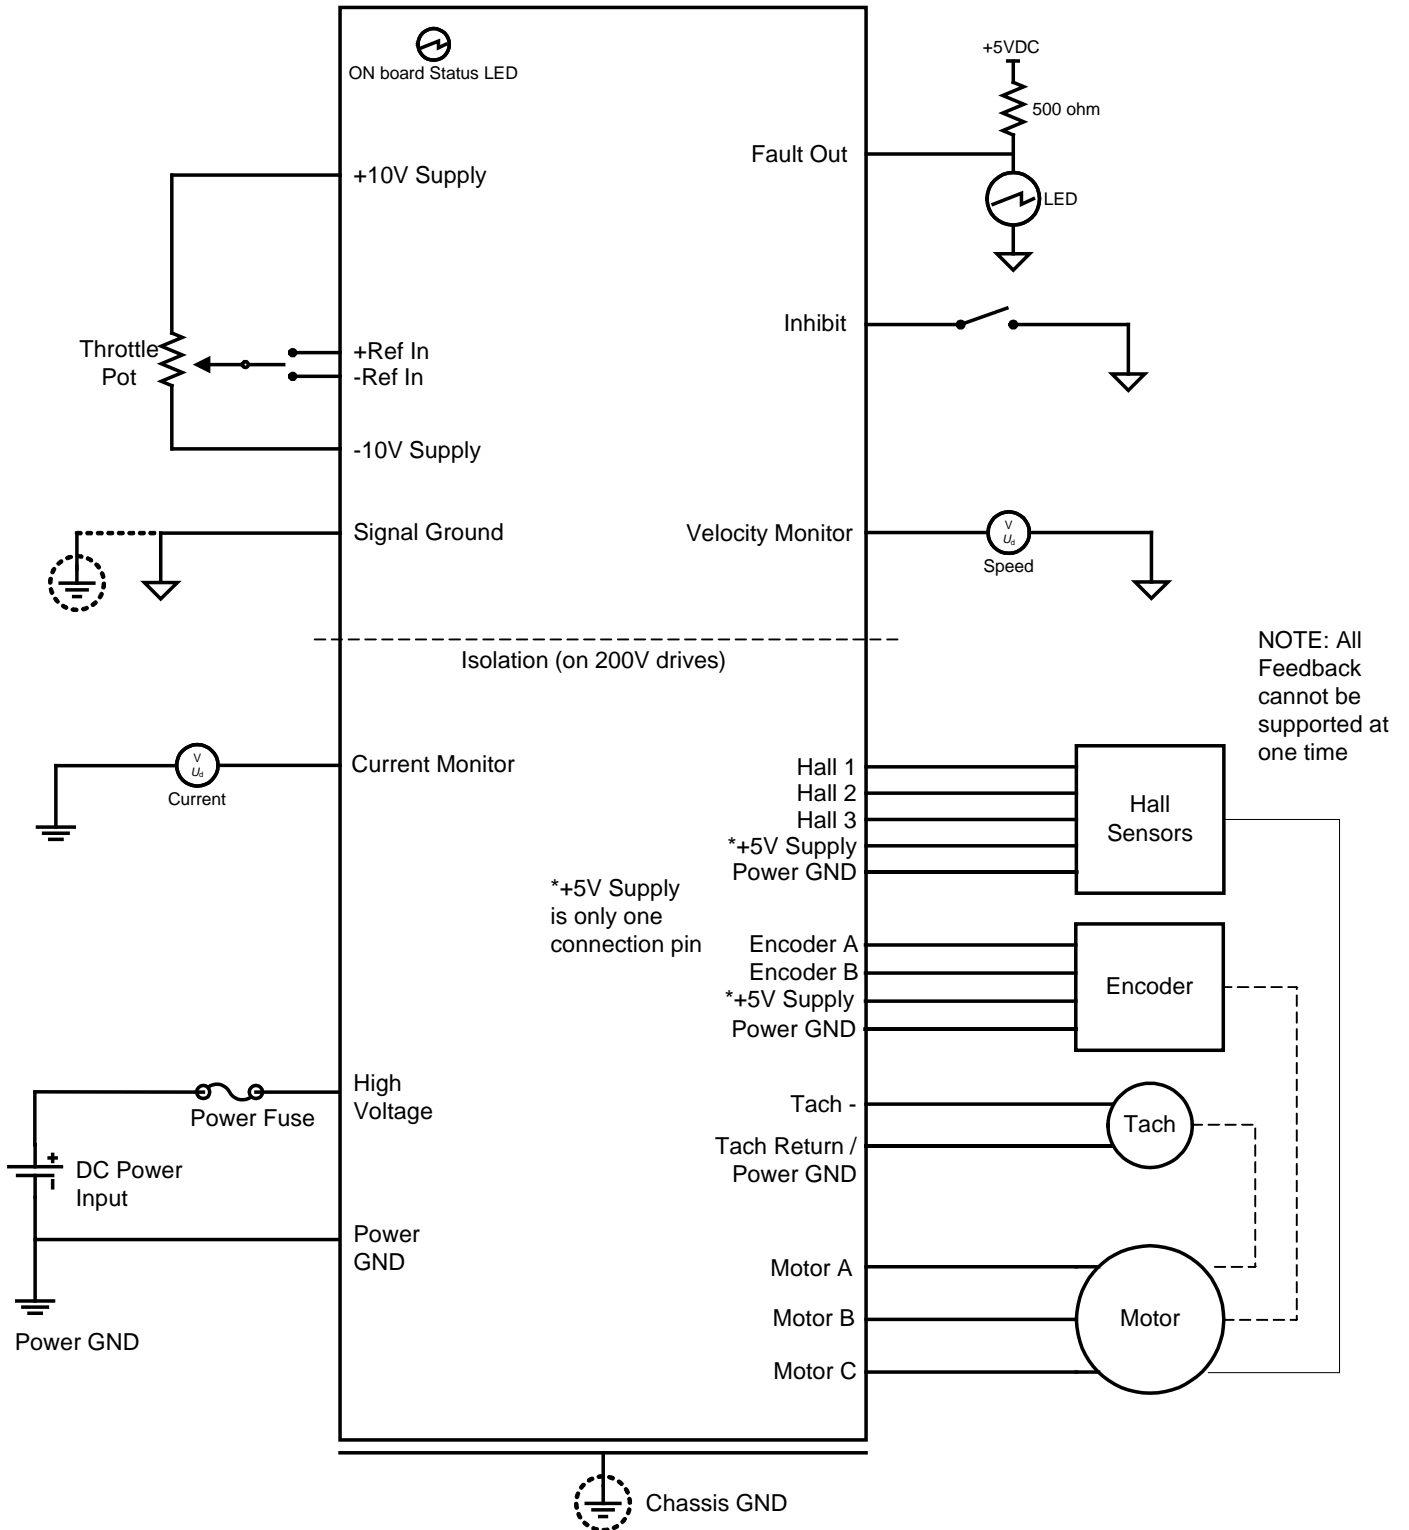 ON board Status LED
+5VDC
500 ohm
Fault Out
LED
+10V Supply
Inhibit
Throttle
Pot
+Ref In
-Ref In
-10V Supply
Signal Ground
Velocity Monitor
V
Ud
Speed
Isolation (on 200V drives)
NOTE: All
Feedback
cannot be
supported at
one time
V
Ud
Current
Current Monitor
Hall 1
Hall 2
Hall 3
*+5V Supply
Power GND
Hall
Sensors
*+5V Supply
is only one
connection pin
Encoder A
Encoder B
*+5V Supply
Power GND
Encoder
High
Voltage
Power Fuse
Tach -
Tach Return /
Power GND
Tach
+
DC Power
Input
-
Power
GND
Power GND
Motor A
Motor B
Motor C
Motor
Chassis GND